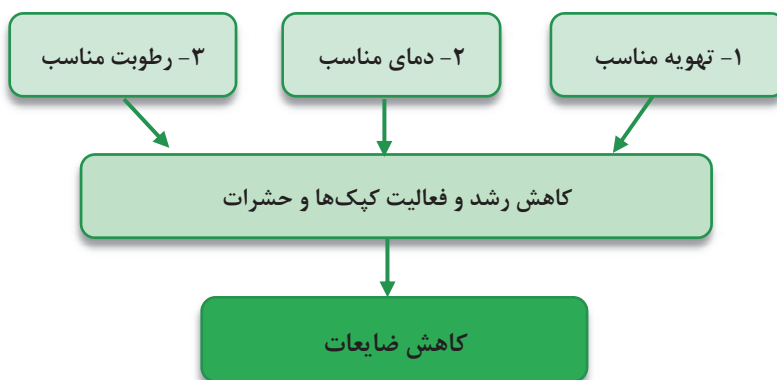 ۱- تهویه مناسب
۲- دمای مناسب
۳- رطوبت مناسب
کاهش رشد و فعالیت کپک‌ها و حشرات
کاهش ضایعات